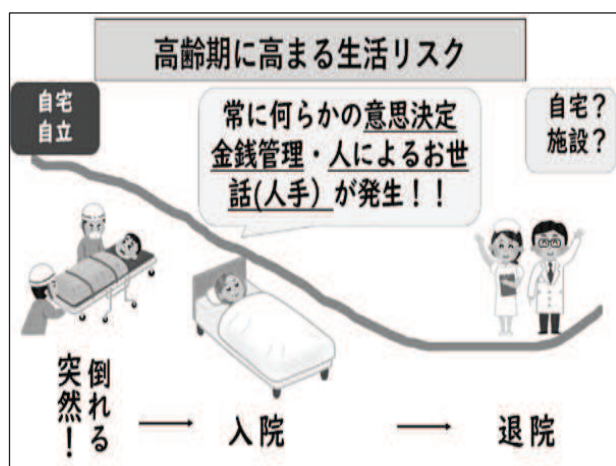 高齢期に高まる生活リスク
自宅
自立
常に何らかの意思決定
金銭管理・人によるお世
話(人手)が発生！！
自宅？
施設？
突然！
倒れる
入院
退院